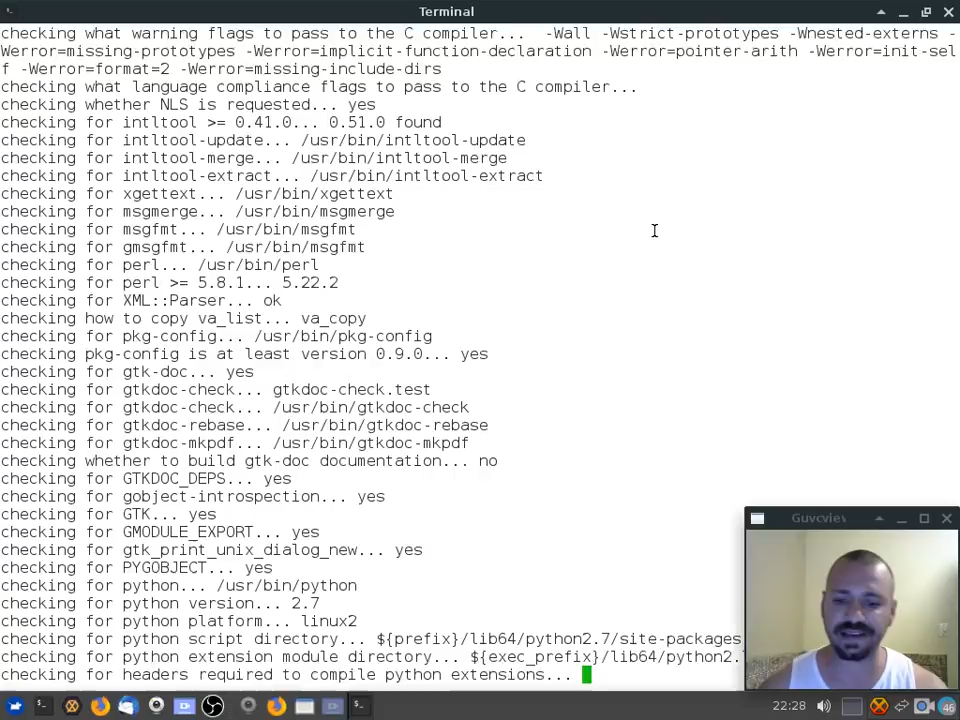 Terminal
checking what warning flags to pass to the C compiler...  -Wall -Wstrict-prototypes -Wnested-externs -
Werror=missing-prototypes -Werror=implicit-function-declaration -Werror=pointer-arith -Werror=init-sel
f -Werror=format=2 -Werror=missing-include-dirs
checking what language compliance flags to pass to the C compiler...
checking whether NLS is requested... yes
checking for intltool >= 0.41.0... 0.51.0 found
checking for intltool-update... /usr/bin/intltool-update
checking for intltool-merge... /usr/bin/intltool-merge
checking for intltool-extract... /usr/bin/intltool-extract
checking for xgettext... /usr/bin/xgettext
checking for msgmerge... /usr/bin/msgmerge
checking for msgfmt... /usr/bin/msgfmt
checking for gmsgfmt... /usr/bin/msgfmt
checking for perl... /usr/bin/perl
checking for perl >= 5.8.1... 5.22.2
checking for XML::Parser... ok
checking how to copy va_list... va_copy
checking for pkg-config... /usr/bin/pkg-config
checking pkg-config is at least version 0.9.0... yes
checking for gtk-doc... yes
checking for gtkdoc-check... gtkdoc-check.test
checking for gtkdoc-check... /usr/bin/gtkdoc-check
checking for gtkdoc-rebase... /usr/bin/gtkdoc-rebase
checking for gtkdoc-mkpdf... /usr/bin/gtkdoc-mkpdf
checking whether to build gtk-doc documentation... no
checking for GTKDOC_DEPS... yes
checking for gobject-introspection... yes
checking for GTK... yes
checking for GMODULE_EXPORT... yes
Guvcview
checking for gtk_print_unix_dialog_new... yes
checking for PYGOBJECT... yes
checking for python... /usr/bin/python
checking for python version... 2.7
checking for python platform... linux2
checking for python script directory... ${prefix}/lib64/python2.7/site-packages
checking for python extension module directory... ${exec_prefix}/lib64/python2.
checking for headers required to compile python extensions...
22:28
46